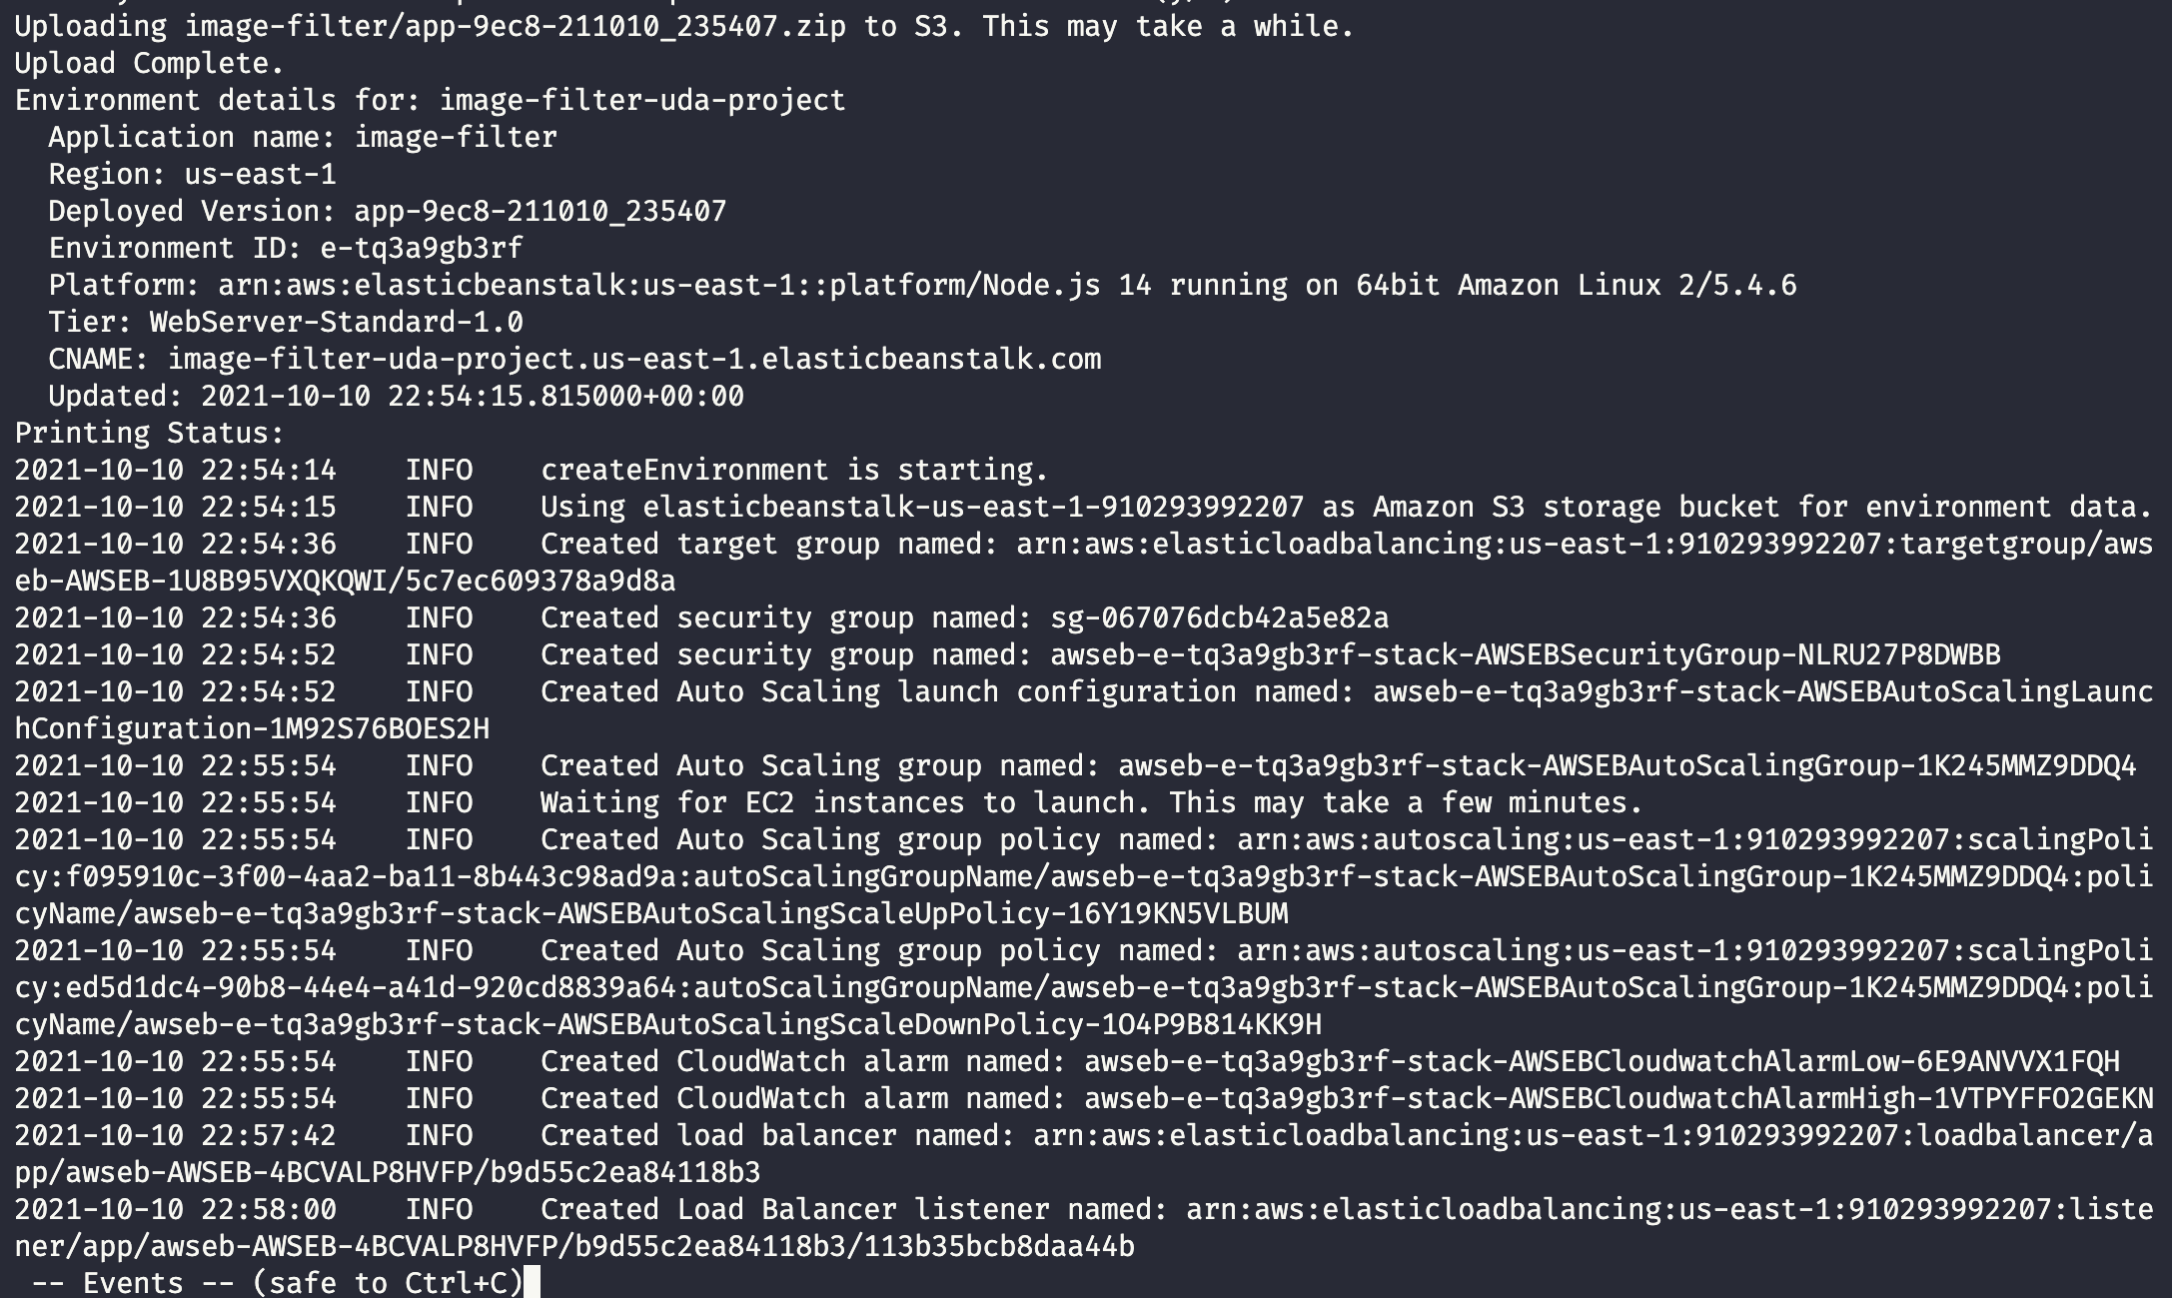 Uploading image-filter/app-9ec8-211010_235407.zip to S3. This may take a while.
Upload Complete.
Environment details for: image-filter-uda-project
  Application name: image-filter
  Region: us-east-1
  Deployed Version: app-9ec8-211010_235407
  Environment ID: e-tq3a9gb3rf
  Platform: arn:aws:elasticbeanstalk:us-east-1::platform/Node.js 14 running on 64bit Amazon Linux 2/5.4.6
  Tier: WebServer-Standard-1.0
  CNAME: image-filter-uda-project.us-east-1.elasticbeanstalk.com
  Updated: 2021-10-10 22:54:15.815000+00:00
Printing Status:
2021-10-10 22:54:14    INFO    createEnvironment is starting.
2021-10-10 22:54:15    INFO    Using elasticbeanstalk-us-east-1-910293992207 as Amazon S3 storage bucket for environment data.
2021-10-10 22:54:36    INFO    Created target group named: arn:aws:elasticloadbalancing:us-east-1:910293992207:targetgroup/aws
eb-AWSEB-1U8B95VXQKQWI/5c7ec609378a9d8a
2021-10-10 22:54:36    INFO    Created security group named: sg-067076dcb42a5e82a
2021-10-10 22:54:52    INFO    Created security group named: awseb-e-tq3a9gb3rf-stack-AWSEBSecurityGroup-NLRU27P8DWBB
2021-10-10 22:54:52    INFO    Created Auto Scaling launch configuration named: awseb-e-tq3a9gb3rf-stack-AWSEBAutoScalingLaunc
hConfiguration-1M92S76BOES2H
2021-10-10 22:55:54    INFO    Created Auto Scaling group named: awseb-e-tq3a9gb3rf-stack-AWSEBAutoScalingGroup-1K245MMZ9DDQ4
2021-10-10 22:55:54    INFO    Waiting for EC2 instances to launch. This may take a few minutes.
2021-10-10 22:55:54    INFO    Created Auto Scaling group policy named: arn:aws:autoscaling:us-east-1:910293992207:scalingPoli
cy:f095910c-3f00-4aa2-ba11-8b443c98ad9a:autoScalingGroupName/awseb-e-tq3a9gb3rf-stack-AWSEBAutoScalingGroup-1K245MMZ9DDQ4:poli
cyName/awseb-e-tq3a9gb3rf-stack-AWSEBAutoScalingScaleUpPolicy-16Y19KN5VLBUM
2021-10-10 22:55:54    INFO    Created Auto Scaling group policy named: arn:aws:autoscaling:us-east-1:910293992207:scalingPoli
cy:ed5d1dc4-90b8-44e4-a41d-920cd8839a64:autoScalingGroupName/awseb-e-tq3a9gb3rf-stack-AWSEBAutoScalingGroup-1K245MMZ9DDQ4:poli
cyName/awseb-e-tq3a9gb3rf-stack-AWSEBAutoScalingScaleDownPolicy-1O4P9B814KK9H
2021-10-10 22:55:54    INFO    Created CloudWatch alarm named: awseb-e-tq3a9gb3rf-stack-AWSEBCloudwatchAlarmLow-6E9ANVVX1FQH
2021-10-10 22:55:54    INFO    Created CloudWatch alarm named: awseb-e-tq3a9gb3rf-stack-AWSEBCloudwatchAlarmHigh-1VTPYFFO2GEKN
2021-10-10 22:57:42    INFO    Created load balancer named: arn:aws:elasticloadbalancing:us-east-1:910293992207:loadbalancer/a
pp/awseb-AWSEB-4BCVALP8HVFP/b9d55c2ea84118b3
2021-10-10 22:58:00    INFO    Created Load Balancer listener named: arn:aws:elasticloadbalancing:us-east-1:910293992207:liste
ner/app/awseb-AWSEB-4BCVALP8HVFP/b9d55c2ea84118b3/113b35bcb8daa44b
 -- Events -- (safe to Ctrl+C)